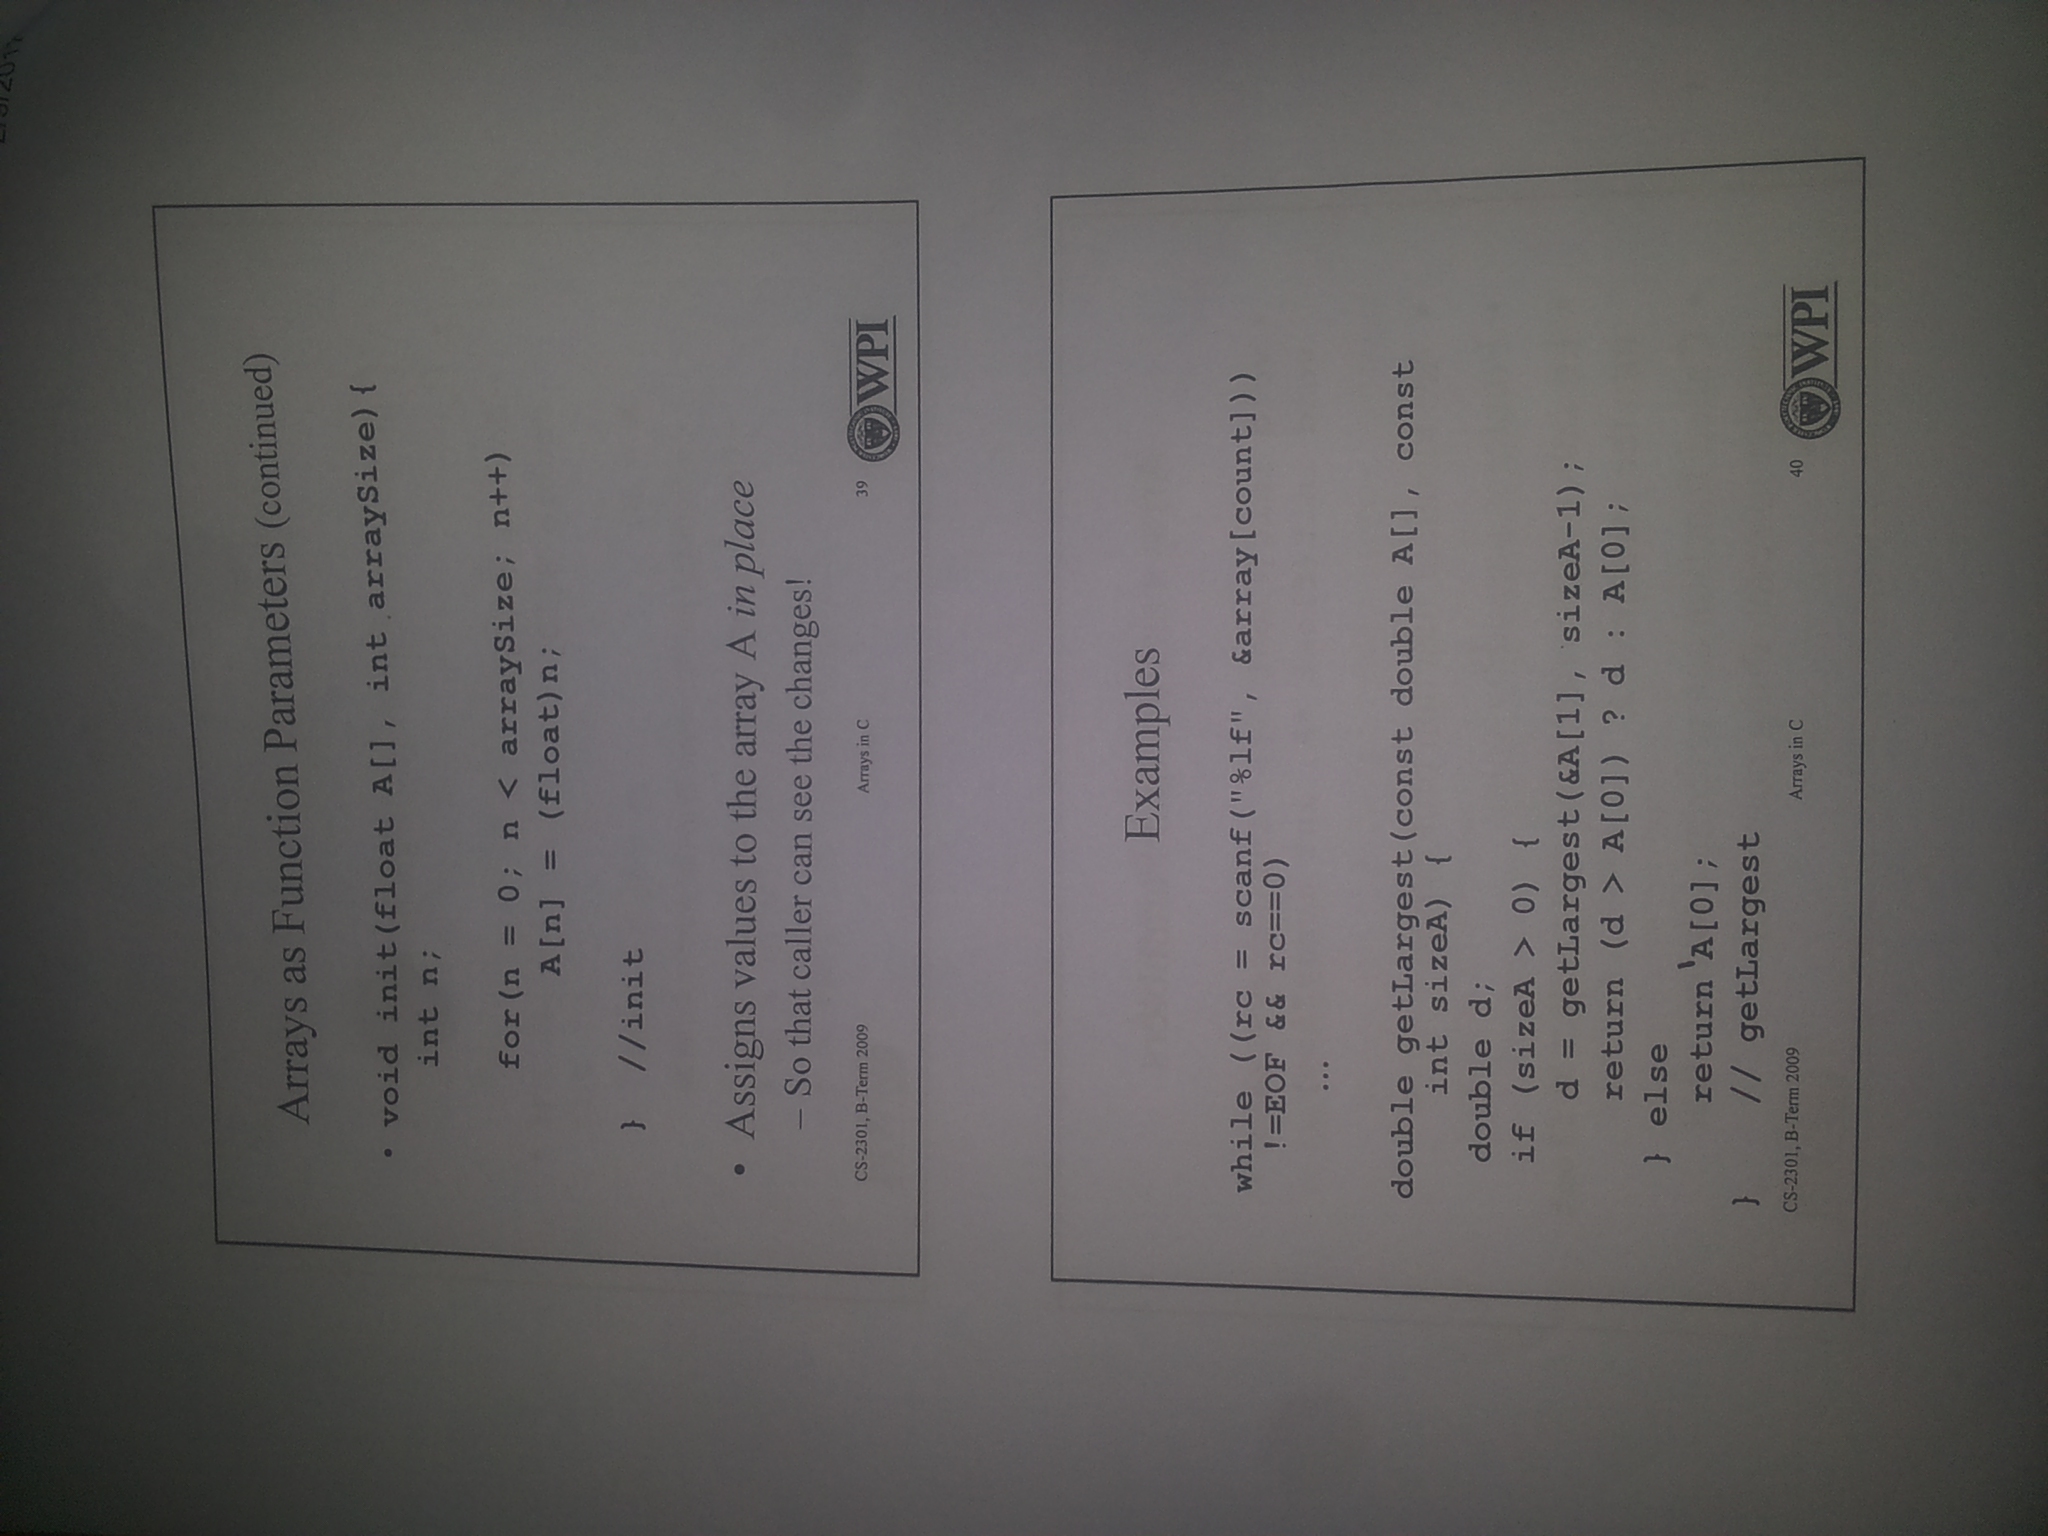 Arrays as Function Parameters (continued)
• void init(float A[], int arraySize){
int n;
for(n = 0; n < arraySize; n++)
A[n] = (float)n;
} //init
• Assigns values to the array A in place
– So that caller can see the changes!
CS-2301, B-Term 2009 Arrays in C 39 WPI
Examples
while ((rc = scanf("%lf", &array[count]))
!=EOF && rc==0)
…
double getLargest(const double A[], const
int sizeA) {
double d;
if (sizeA > 0) {
d = getLargest(&A[1], sizeA-1);
return (d > A[0]) ? d : A[0];
} else
return A[0];
} // getLargest
CS-2301, B-Term 2009 Arrays in C 40 WPI